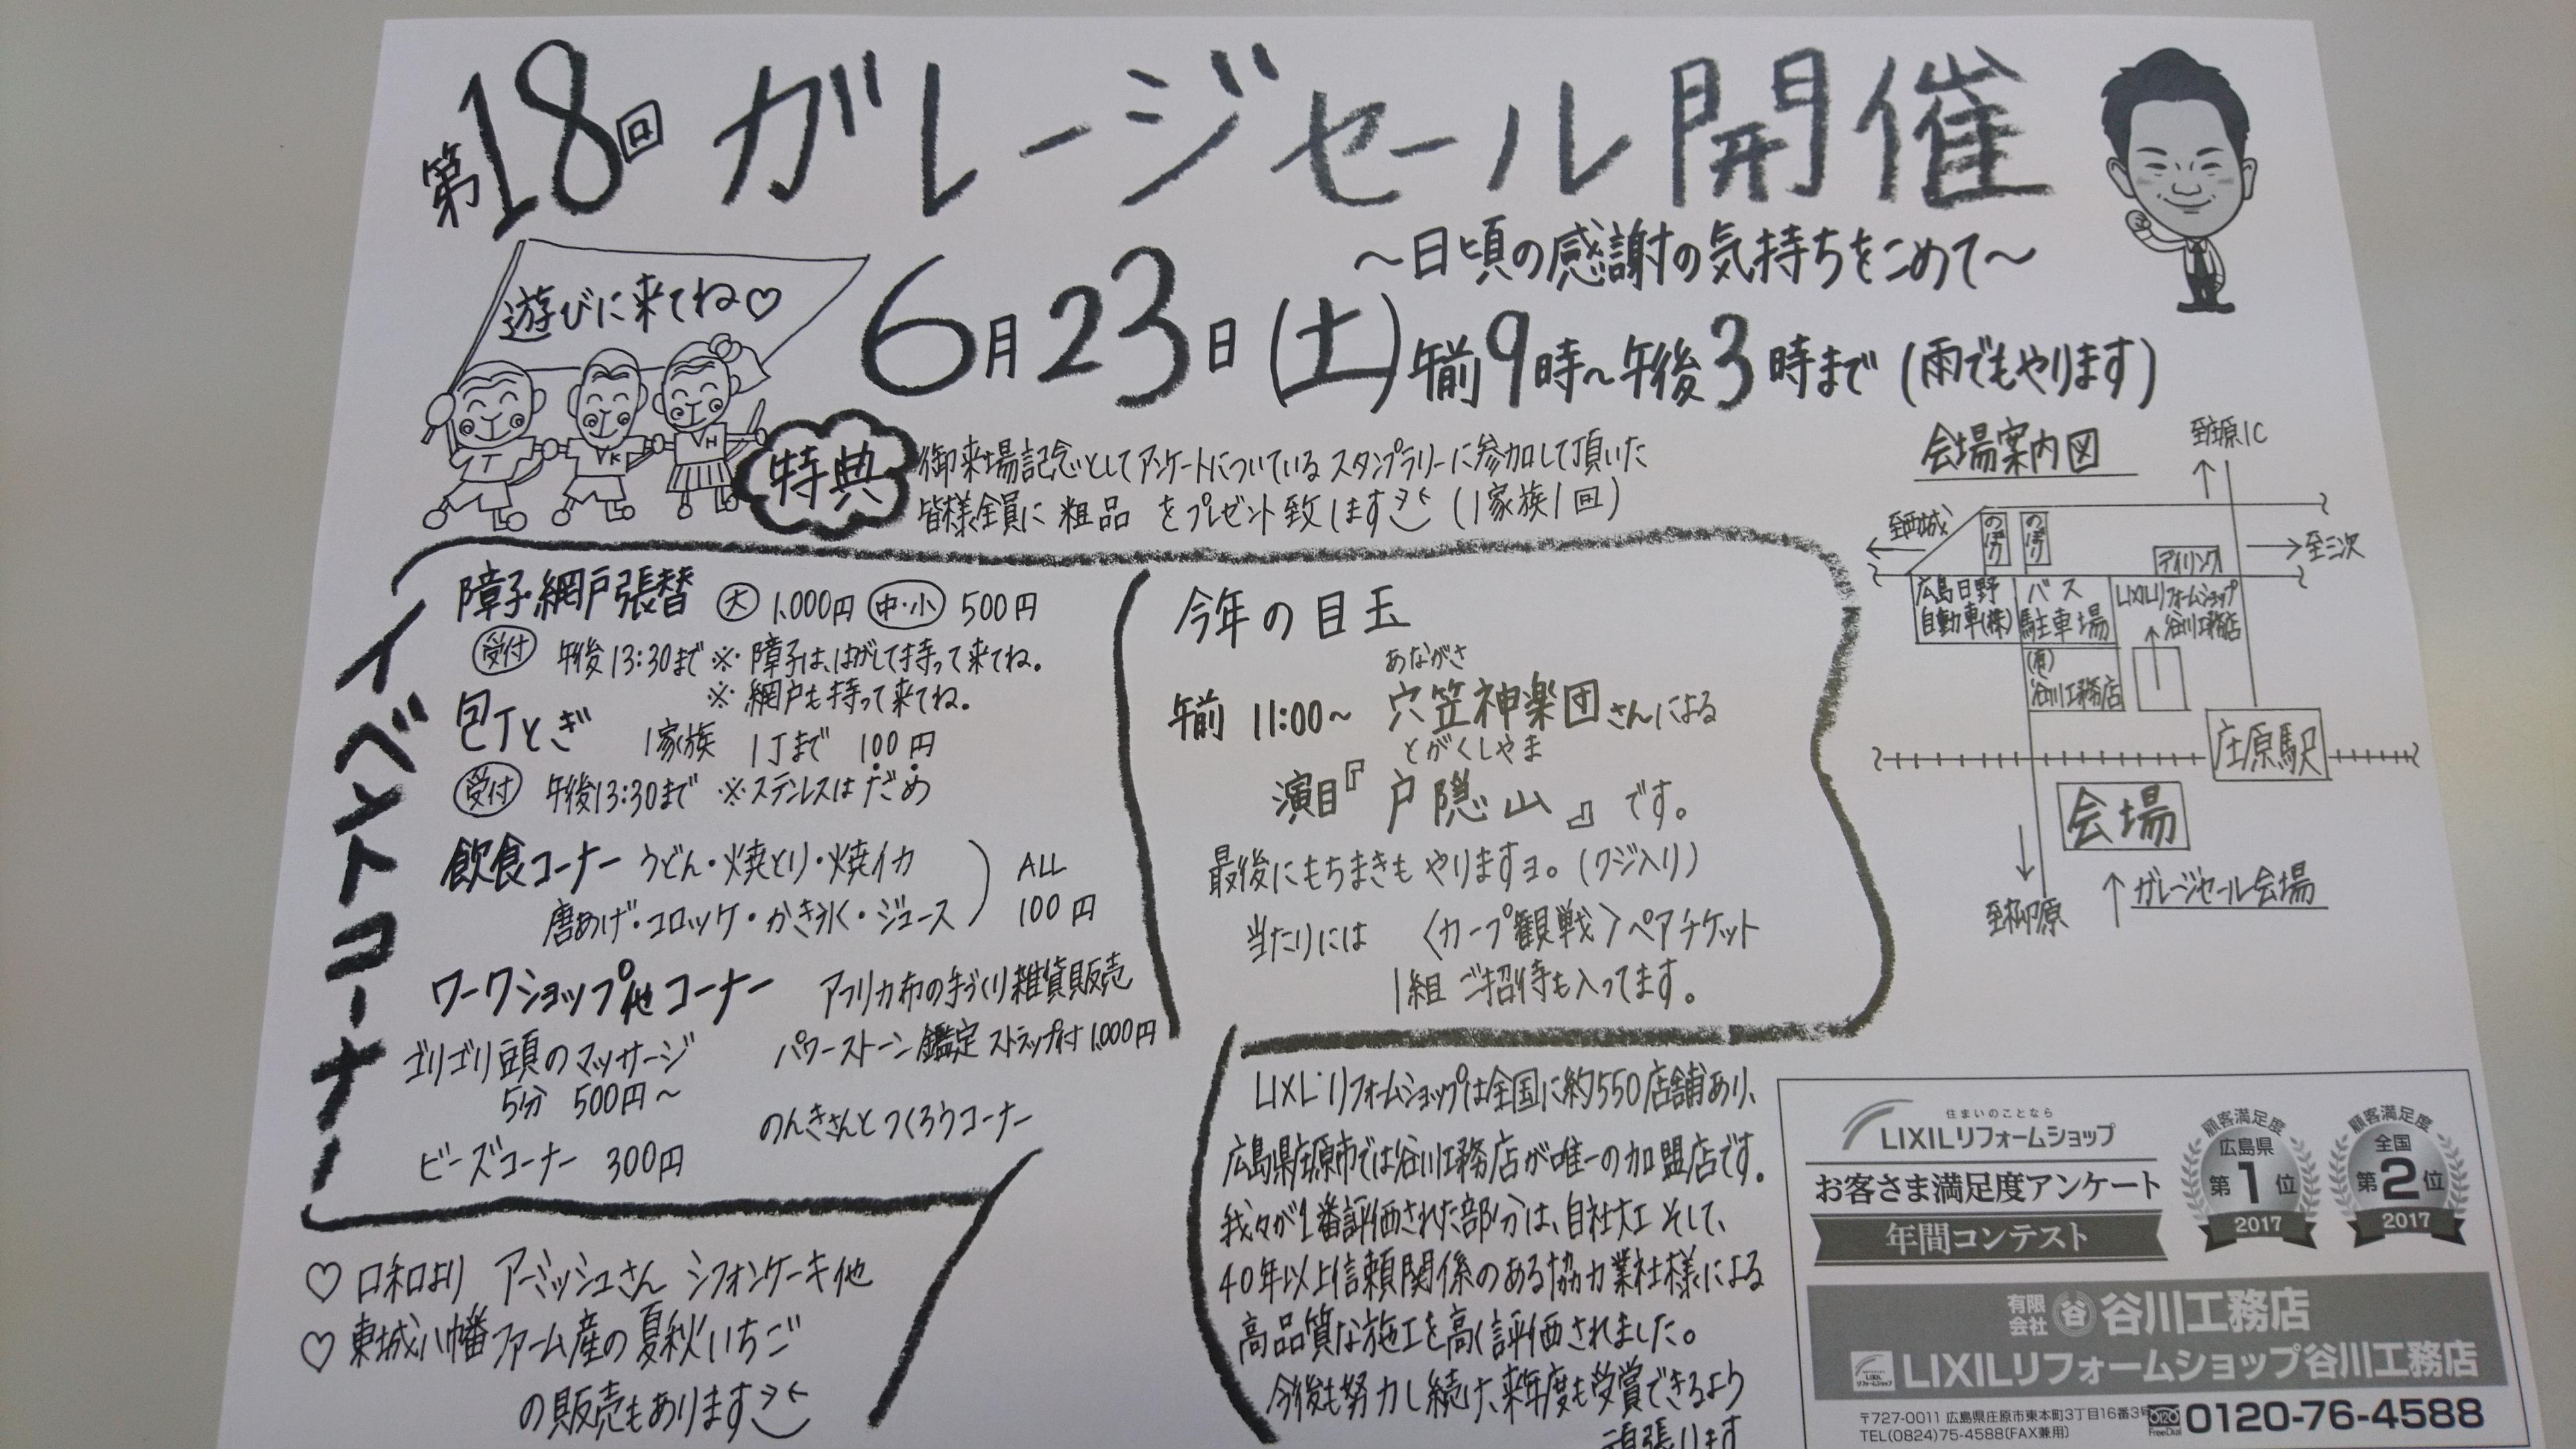 第18回 ガレージセール開催
～日頃の感謝の気持ちをこめて～
遊びに来てね♡
6月23日(土)午前9時～午後3時まで(雨でもやります)
T
K
H
特典
御来場記念としてアンケートについているスタンプラリーに参加して頂いた
皆様全員に 粗品 をプレゼント致します (1家族1回)
イベントコーナー
障子・網戸張替 大 1,000円 中・小 500円
受付 午後13:30まで ※障子は、はがして持って来てね。
※網戸も持って来てね。
包丁とぎ 1家族 1丁まで 100円
受付 午後13:30まで ※ステンレスはだめ
飲食コーナー うどん・焼とり・焼イカ
唐あげ・コロッケ・かき氷・ジュース
ALL
100円
ワークショップ他コーナー アフリカ布の手づくり雑貨販売
ゴリゴリ頭のマッサージ
5分 500円～
パワーストーン鑑定 ストラップ付 1,000円
のんきさんとつくろうコーナー
ビーズコーナー 300円
♡口和より アーミッシュさん シフォンケーキ他
♡東城八幡ファーム産の夏秋いちご
の販売もあります
今年の目玉
あながさ
午前 11:00～ 穴笠神楽団さんによる
とがくしやま
演目『戸隠山』です。
最後にもちまきもやりますヨ。(クジ入り)
当たりには 〈カープ観戦〉ペアチケット
1組 ご招待も入ってます。
会場案内図
至庄原IC
至西城
のぼり
のぼり
テイリンク
至三次
広島日野
自動車(株)
バス
駐車場
LIXILリフォームショップ
谷川工務店
(有)
谷川工務店
庄原駅
会場
↑ガレージセール会場
LIXILリフォームショップは全国に約550店舗あり、
広島県庄原市では谷川工務店が唯一の加盟店です。
我々が1番評価された部分は、自社大工 そして、
40年以上信頼関係のある協力業社様による
高品質な施工を高く評価されました。
今後も努力し続け、来年度も受賞できるよう
頑張ります
住まいのことなら
LIXILリフォームショップ
お客さま満足度アンケート
年間コンテスト
顧客満足度
広島県
第1位
2017
顧客満足度
全国
第2位
2017
有限会社 谷 谷川工務店
LIXILリフォームショップ谷川工務店
〒727-0011 広島県庄原市東本町3丁目16番3号
TEL(0824)75-4588(FAX兼用)
FreeDial 0120-76-4588